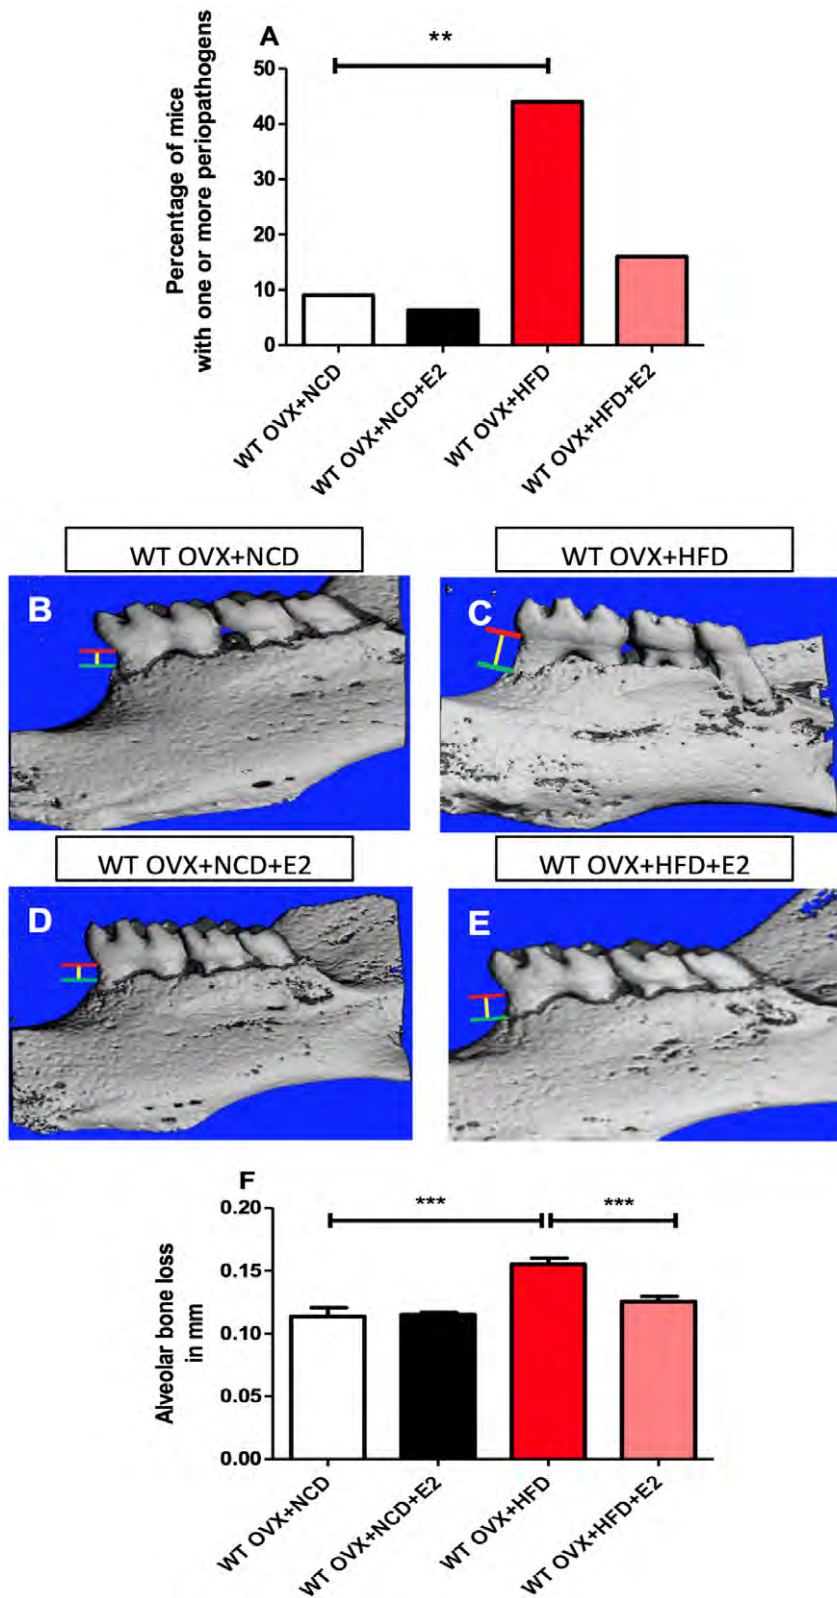 A
**
Percentage of mice
with one or more periopathogens
50
40
30
20
10
0
WT OVX+NCD
WT OVX+NCD+E2
WT OVX+HFD
WT OVX+HFD+E2
WT OVX+NCD
WT OVX+HFD
B
C
WT OVX+NCD+E2
WT OVX+HFD+E2
D
E
F
***
***
Alveolar bone loss
in mm
0.20
0.15
0.10
0.05
0.00
WT OVX+NCD
WT OVX+NCD+E2
WT OVX+HFD
WT OVX+HFD+E2